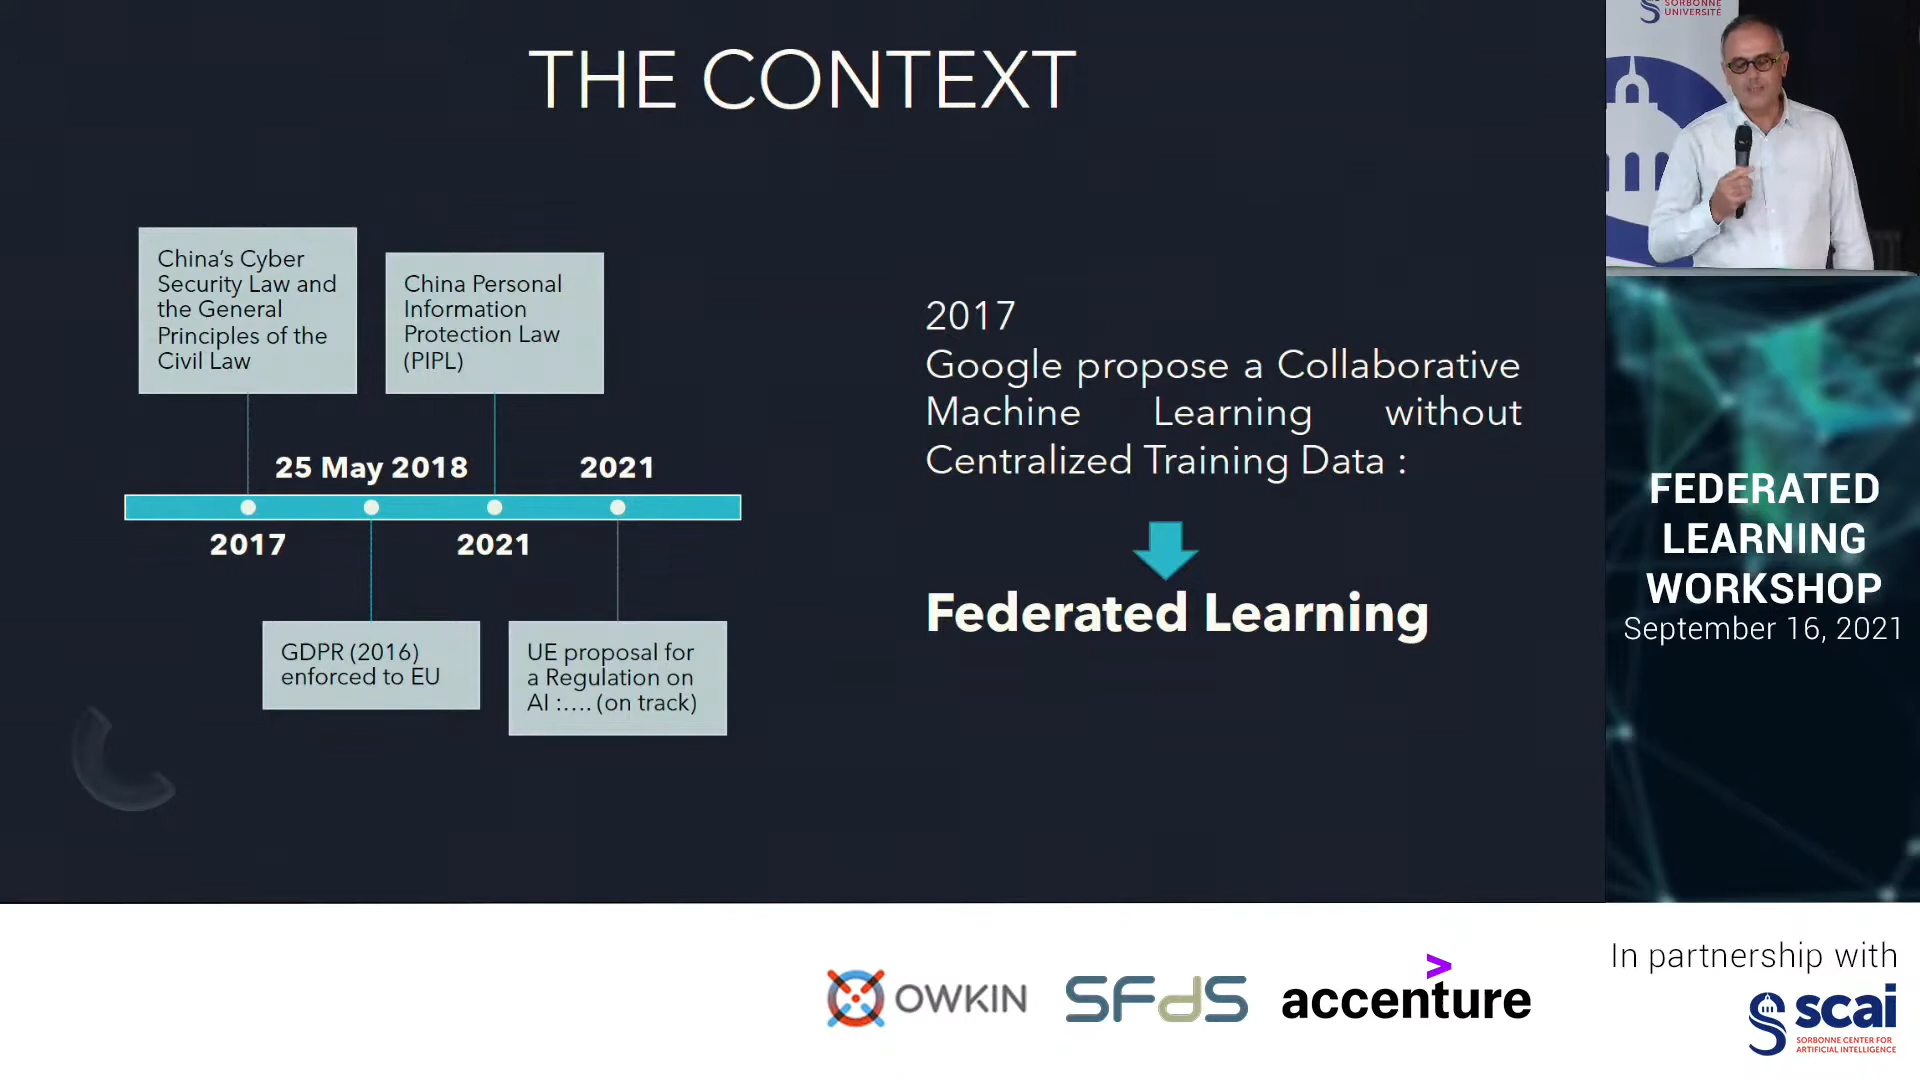 THE CONTEXT
China's Cyber
Security Law and
the General
Principles of the
Civil Law
China Personal
Information
Protection Law
(PIPL)
25 May 2018
2021
2017
2021
GDPR (2016)
enforced to EU
UE proposal for
a Regulation on
AI :.... (on track)
2017
Google propose a Collaborative
Machine Learning without
Centralized Training Data :
Federated Learning
SORBONNE
UNIVERSITÉ
FEDERATED
LEARNING
WORKSHOP
September 16, 2021
OWKIN
SFdS
accenture
In partnership with
scai
SORBONNE CENTER FOR
ARTIFICIAL INTELLIGENCE